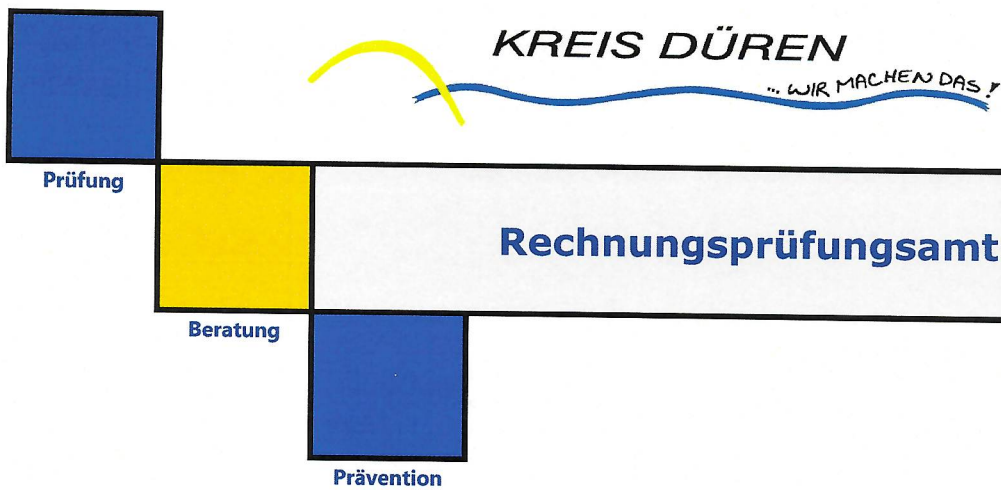 KREIS DÜREN
... WIR MACHEN DAS!
Prüfung
Rechnungsprüfungsamt
Beratung
Prävention